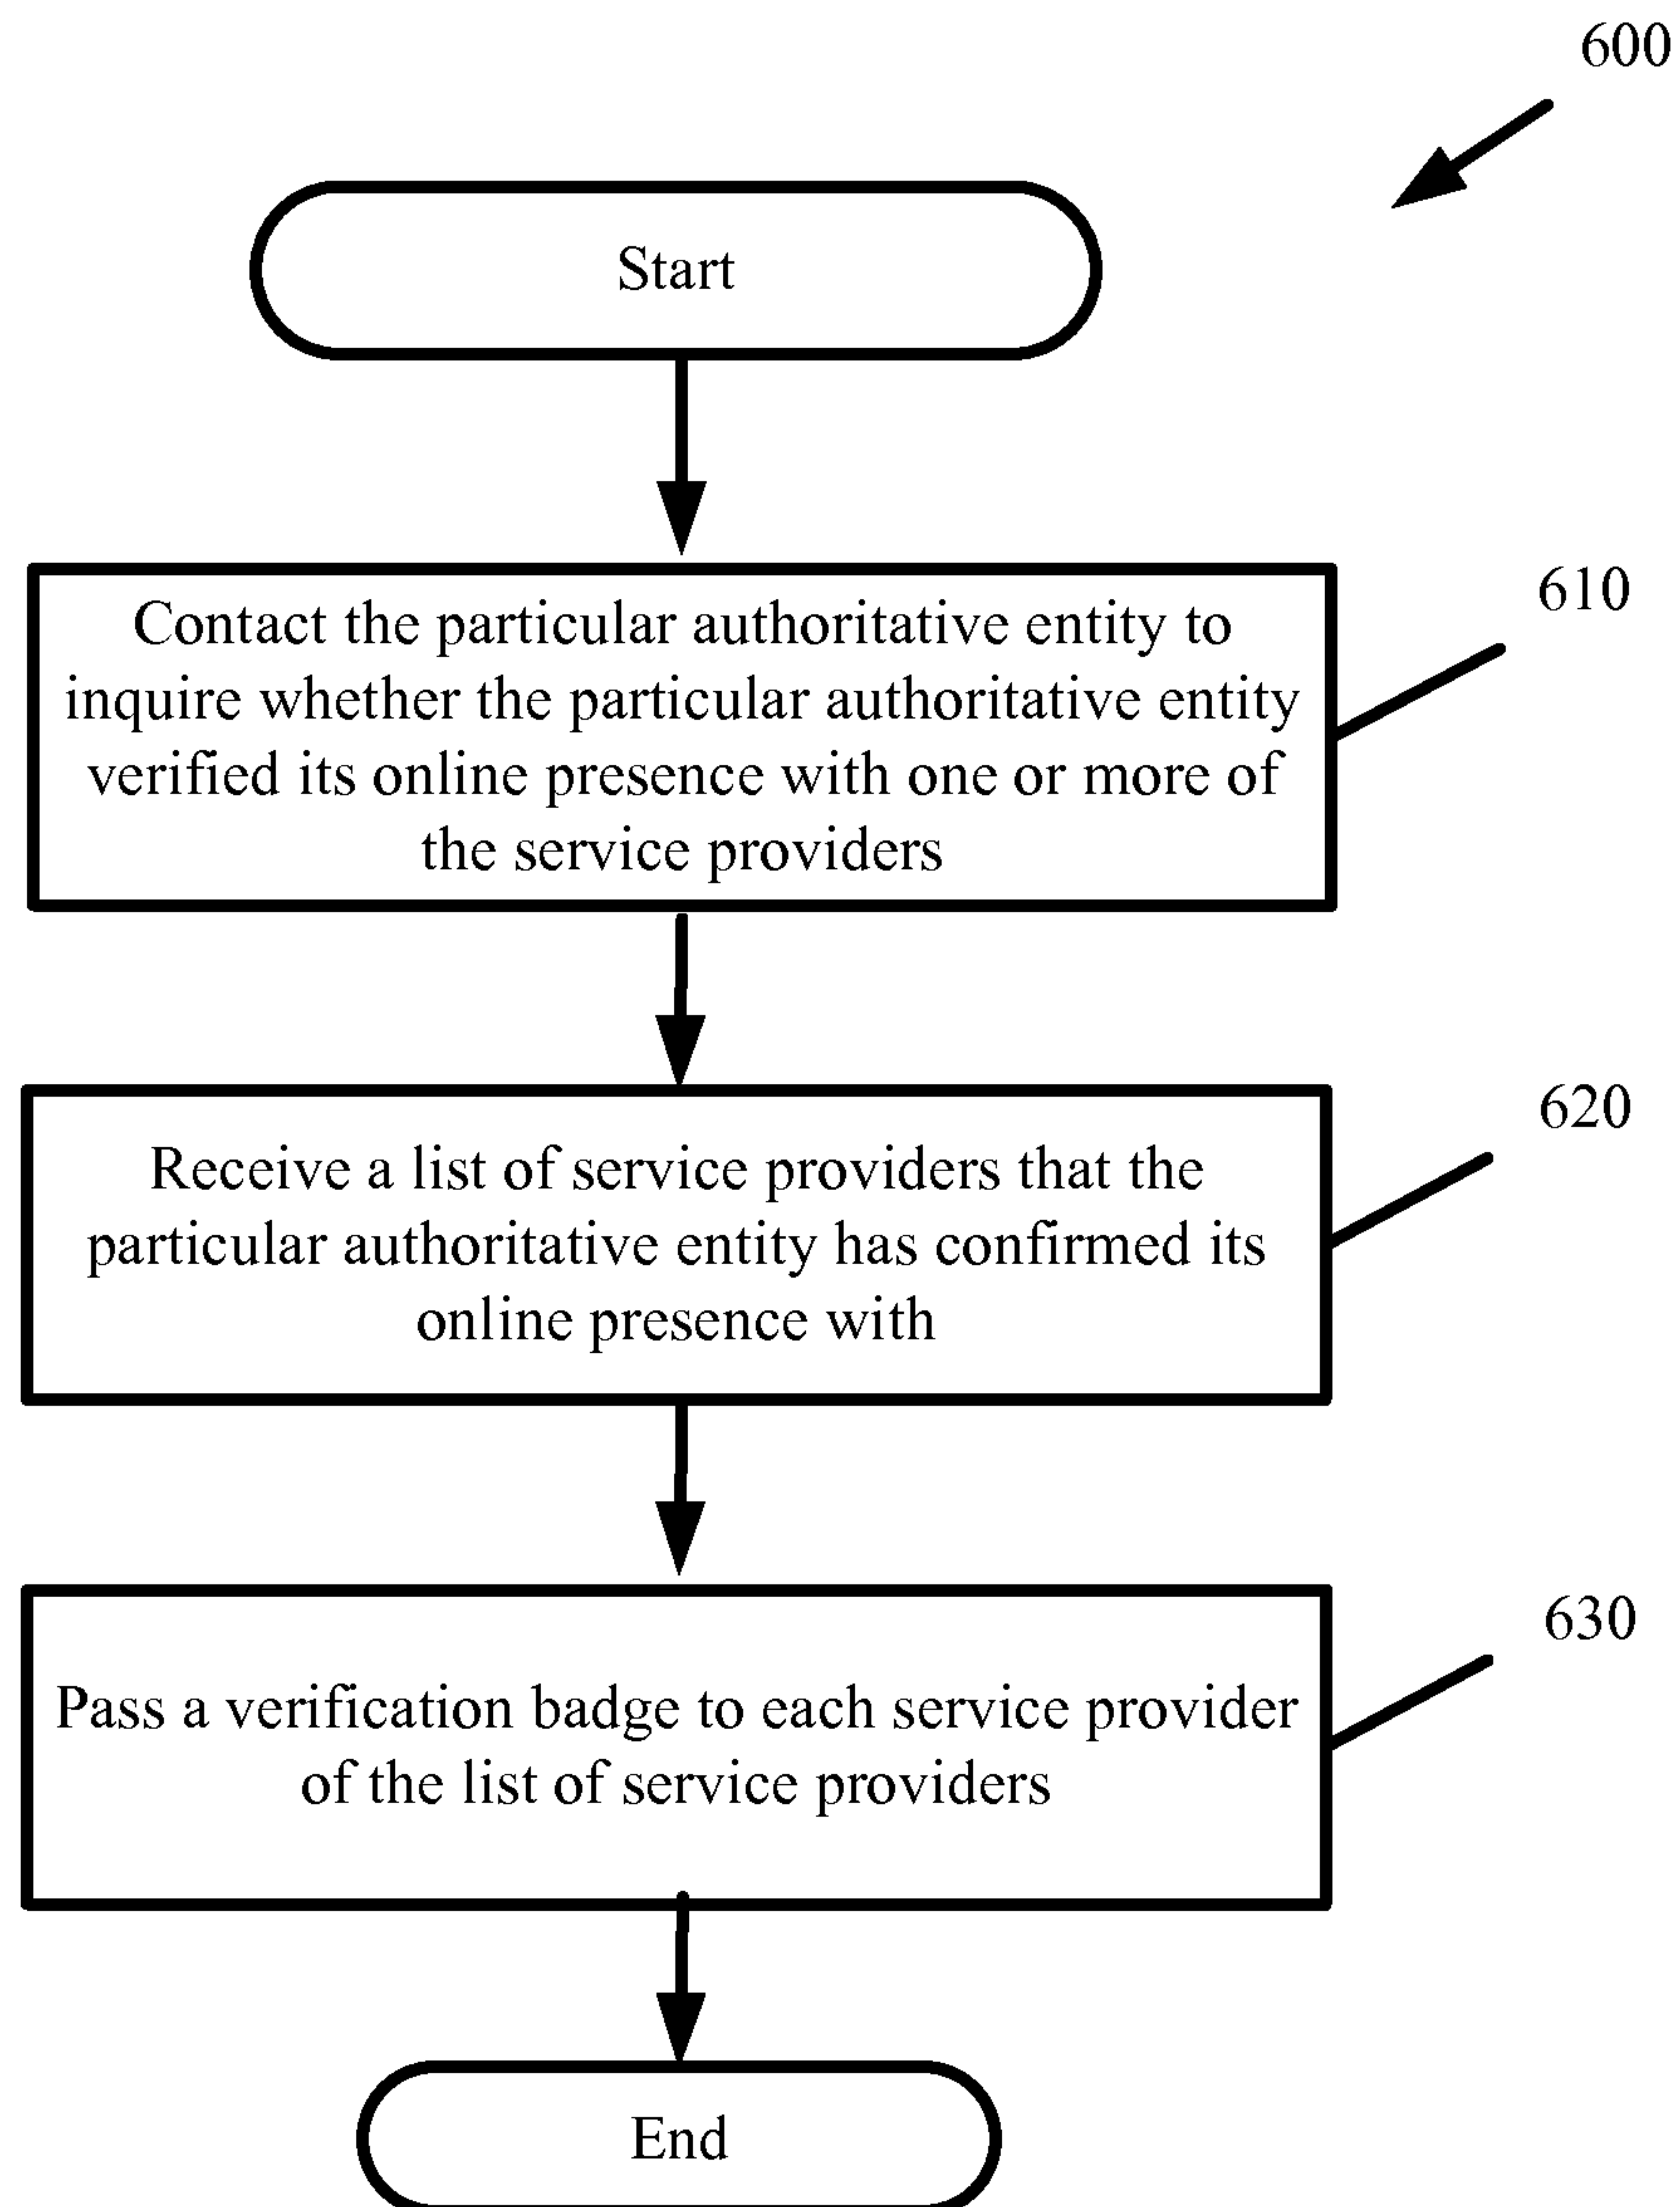 600
Start
610
Contact the particular authoritative entity to
inquire whether the particular authoritative entity
verified its online presence with one or more of
the service providers
620
Receive a list of service providers that the
particular authoritative entity has confirmed its
online presence with
630
Pass a verification badge to each service provider
of the list of service providers
End